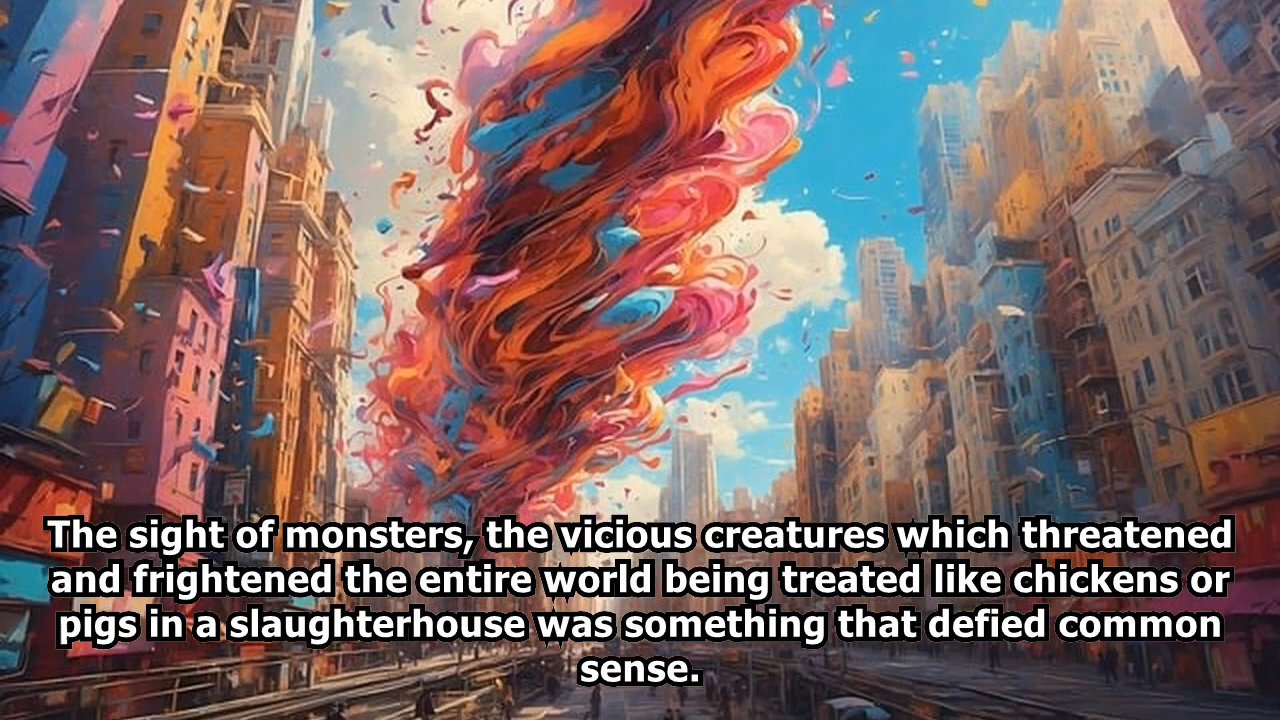 The sight of monsters, the vicious creatures which threatened
and frightened the entire world being treated like chickens or
pigs in a slaughterhouse was something that defied common
sense.